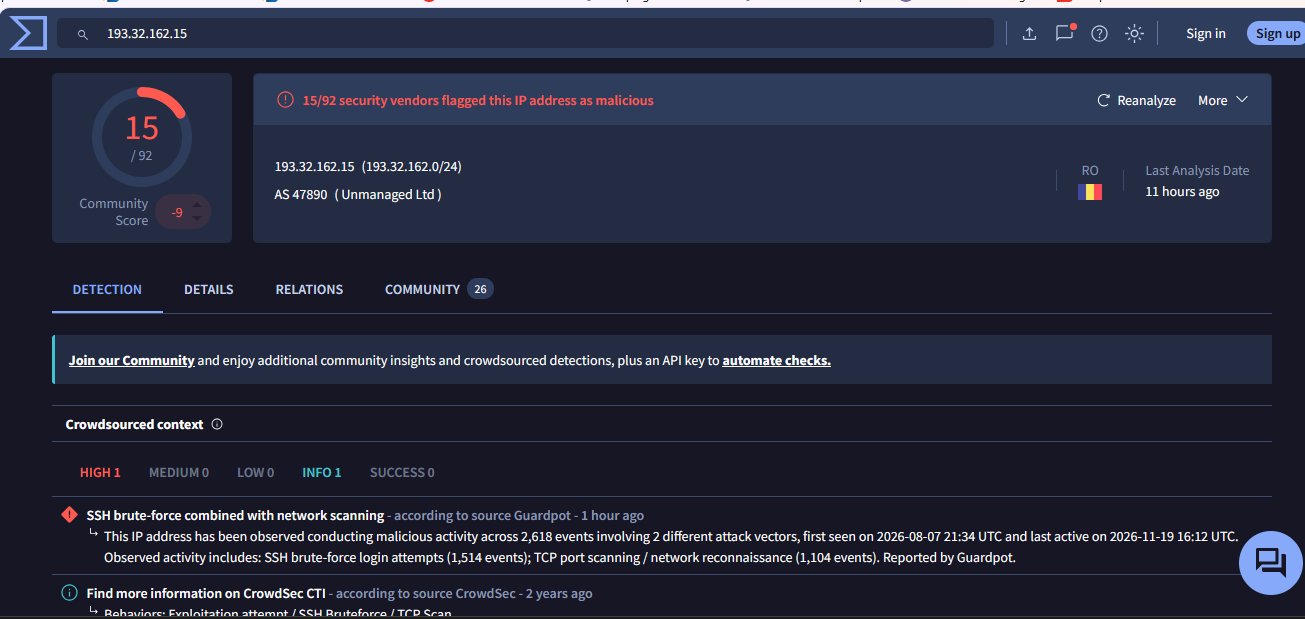 193.32.162.15
Sign in
Sign up
15
/ 92
Community Score
-9
15/92 security vendors flagged this IP address as malicious
Reanalyze
More
193.32.162.15 (193.32.162.0/24)
AS 47890 ( Unmanaged Ltd )
RO
Last Analysis Date
11 hours ago
DETECTION
DETAILS
RELATIONS
COMMUNITY 26
Join our Community and enjoy additional community insights and crowdsourced detections, plus an API key to automate checks.
Crowdsourced context
HIGH 1
MEDIUM 0
LOW 0
INFO 1
SUCCESS 0
SSH brute-force combined with network scanning - according to source Guardpot - 1 hour ago
This IP address has been observed conducting malicious activity across 2,618 events involving 2 different attack vectors, first seen on 2026-08-07 21:34 UTC and last active on 2026-11-19 16:12 UTC.
Observed activity includes: SSH brute-force login attempts (1,514 events); TCP port scanning / network reconnaissance (1,104 events). Reported by Guardpot.
Find more information on CrowdSec CTI - according to source CrowdSec - 2 years ago
Behaviors: Exploitation attempt / SSH Bruteforce / TCP Scan